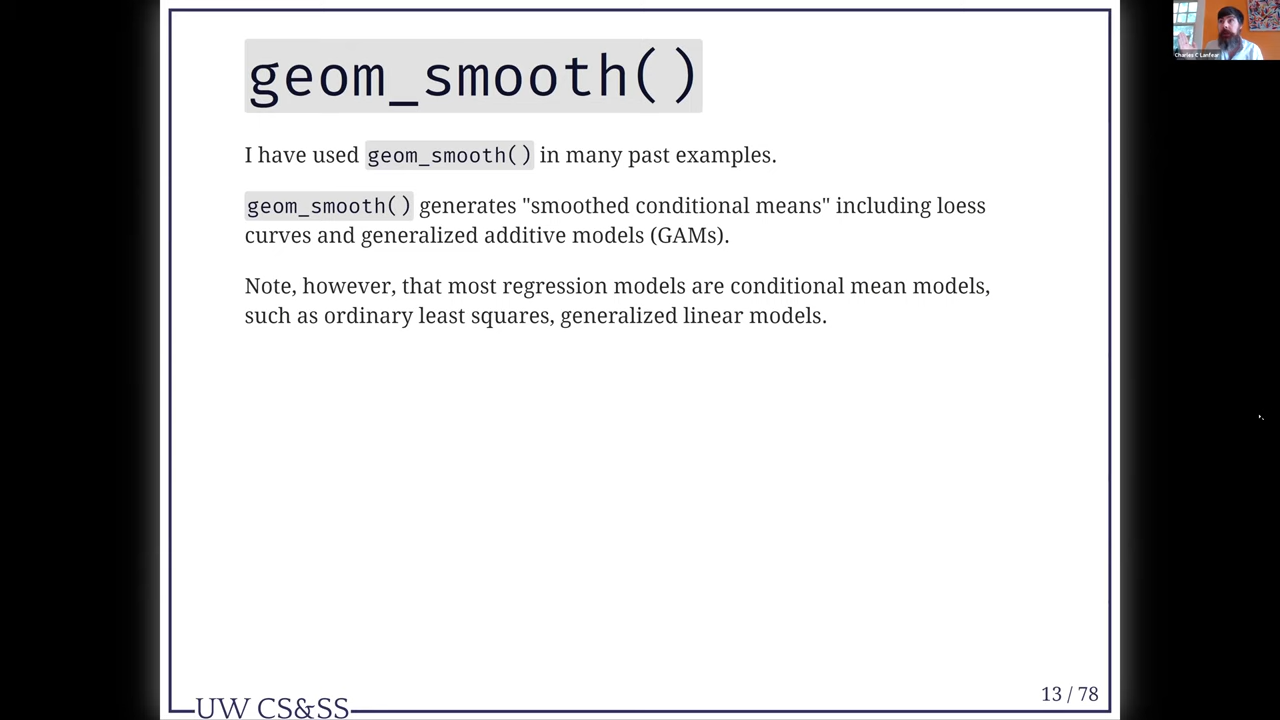 Charles C Lanfear
geom_smooth()
I have used geom_smooth() in many past examples.
geom_smooth() generates "smoothed conditional means" including loess
curves and generalized additive models (GAMs).
Note, however, that most regression models are conditional mean models,
such as ordinary least squares, generalized linear models.
UW CS&SS
13 / 78